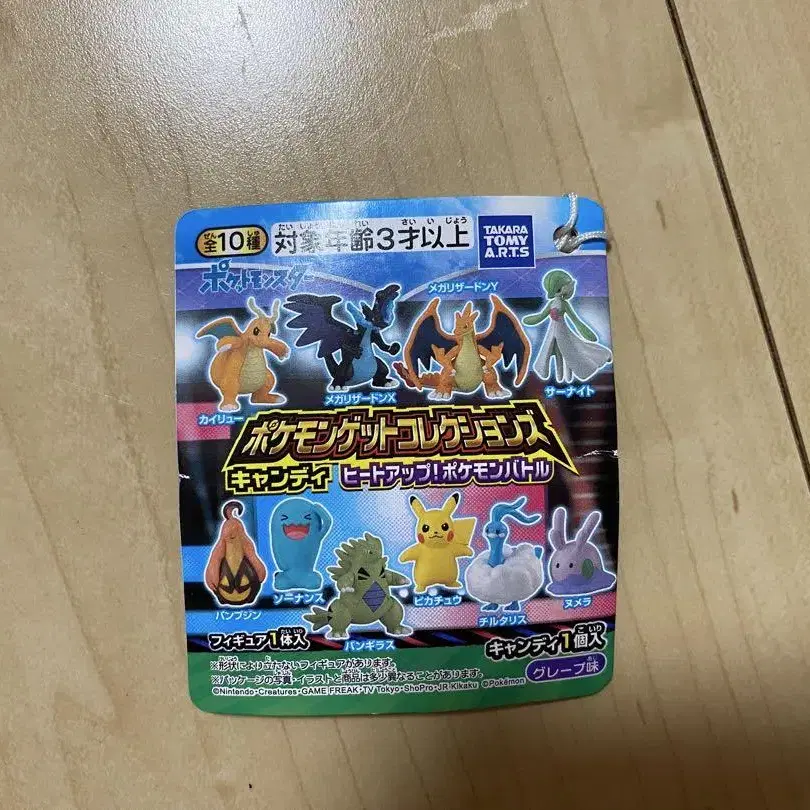 全10種
対象年齢3才以上
TAKARA
TOMY
A.R.T.S
ポケットモンスター
メガリザードンY
カイリュー
メガリザードンX
サーナイト
ポケモンゲットコレクションズ
キャンディ ヒートアップ!ポケモンバトル
パンプジン
ソーナンス
バンギラス
ピカチュウ
チルタリス
ヌメラ
フィギュア1体入
キャンディ1個入
グレープ味
※形状により立たないフィギュアがあります。
※パッケージの写真・イラストと商品は多少異なることがあります。
©Nintendo・Creatures・GAME FREAK・TV Tokyo・ShoPro・JR Kikaku ©Pokémon